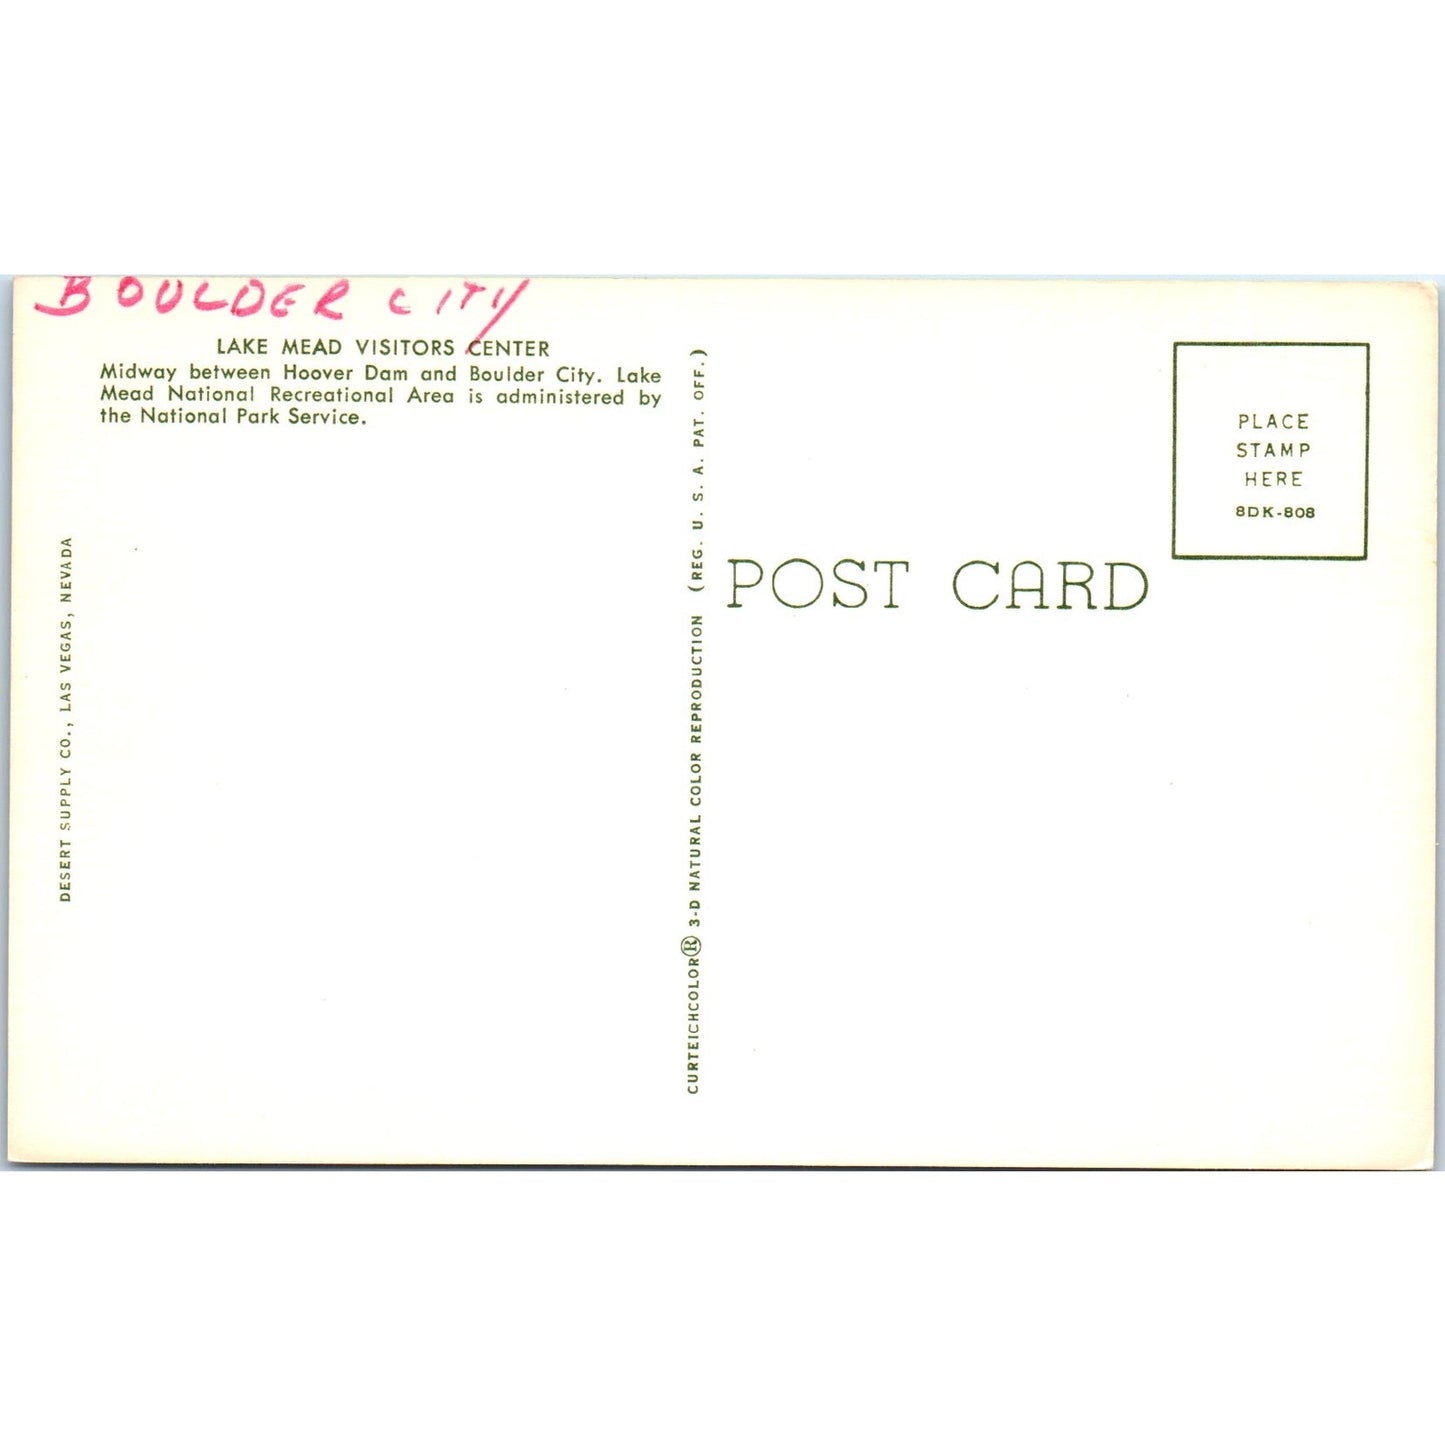 BOULDER CITY
LAKE MEAD VISITORS CENTER
Midway between Hoover Dam and Boulder City. Lake
Mead National Recreational Area is administered by
the National Park Service.
DESERT SUPPLY CO., LAS VEGAS, NEVADA
CURTEICHCOLOR® 3-D NATURAL COLOR REPRODUCTION (REG. U. S. A. PAT. OFF.)
POST CARD
PLACE
STAMP
HERE
8DK-808